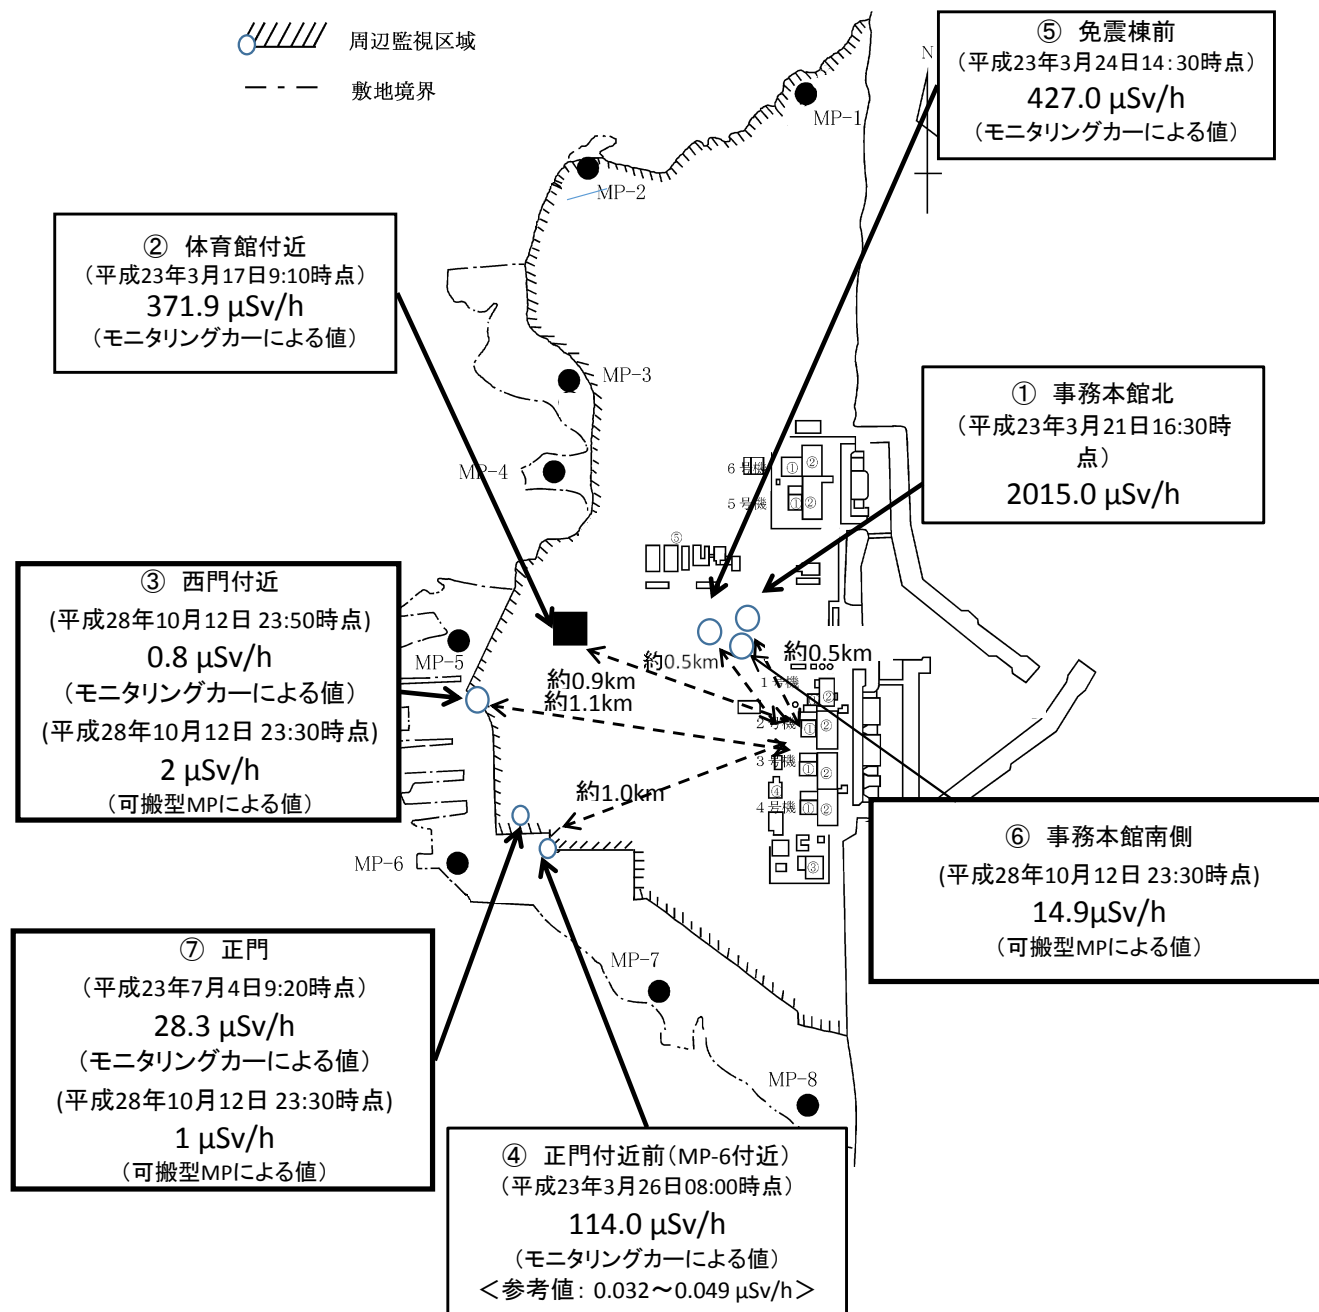 周辺監視区域
敷地境界
⑤ 免震棟前
（平成23年3月24日14:30時点）
427.0 μSv/h
（モニタリングカーによる値）
N
MP-1
MP-2
② 体育館付近
（平成23年3月17日9:10時点）
371.9 μSv/h
（モニタリングカーによる値）
MP-3
① 事務本館北
（平成23年3月21日16:30時
点）
2015.0 μSv/h
MP-4
6号機
①
②
5号機
①
②
⑤
③ 西門付近
(平成28年10月12日 23:50時点)
0.8 μSv/h
（モニタリングカーによる値）
(平成28年10月12日 23:30時点)
2 μSv/h
（可搬型MPによる値）
MP-5
約0.9km
約1.1km
約0.5km
約0.5km
1号機
②
2号機
①
②
3号機
①
②
④
4号機
①
②
③
約1.0km
MP-6
⑥ 事務本館南側
(平成28年10月12日 23:30時点)
14.9μSv/h
（可搬型MPによる値）
⑦ 正門
（平成23年7月4日9:20時点）
28.3 μSv/h
（モニタリングカーによる値）
(平成28年10月12日 23:30時点)
1 μSv/h
（可搬型MPによる値）
MP-7
MP-8
④ 正門付近前（MP-6付近）
（平成23年3月26日08:00時点）
114.0 μSv/h
（モニタリングカーによる値）
＜参考値: 0.032～0.049 μSv/h＞